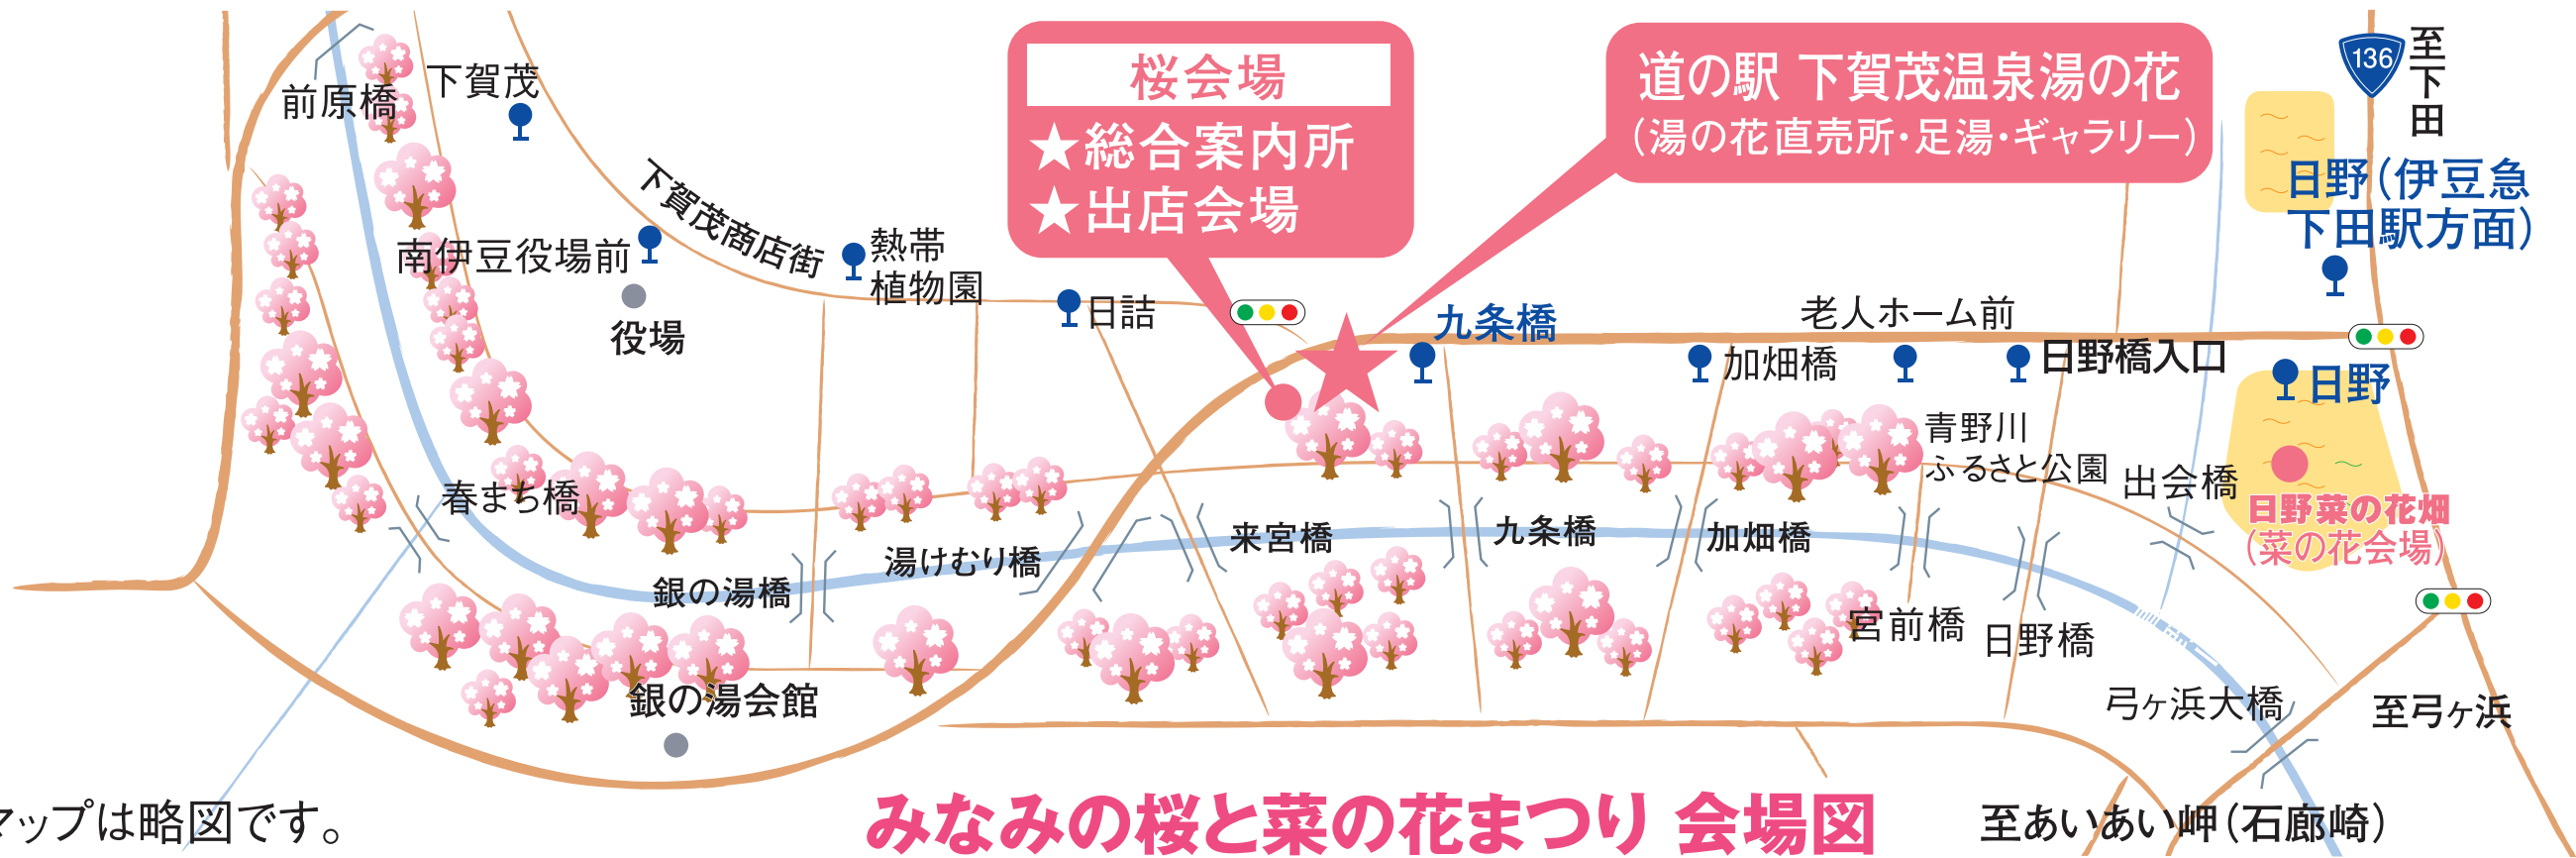 前原橋
下賀茂
桜会場
★総合案内所
★出店会場
道の駅 下賀茂温泉湯の花
（湯の花直売所・足湯・ギャラリー）
136
至下田
日野（伊豆急
下田駅方面）
下賀茂商店街
南伊豆役場前
役場
熱帯
植物園
日詰
九条橋
老人ホーム前
加畑橋
日野橋入口
日野
青野川
ふるさと公園
出会橋
日野菜の花畑
（菜の花会場）
春まち橋
銀の湯橋
湯けむり橋
来宮橋
九条橋
加畑橋
宮前橋
日野橋
銀の湯会館
弓ヶ浜大橋
至弓ヶ浜
マップは略図です。
みなみの桜と菜の花まつり 会場図
至あいあい岬（石廊崎）